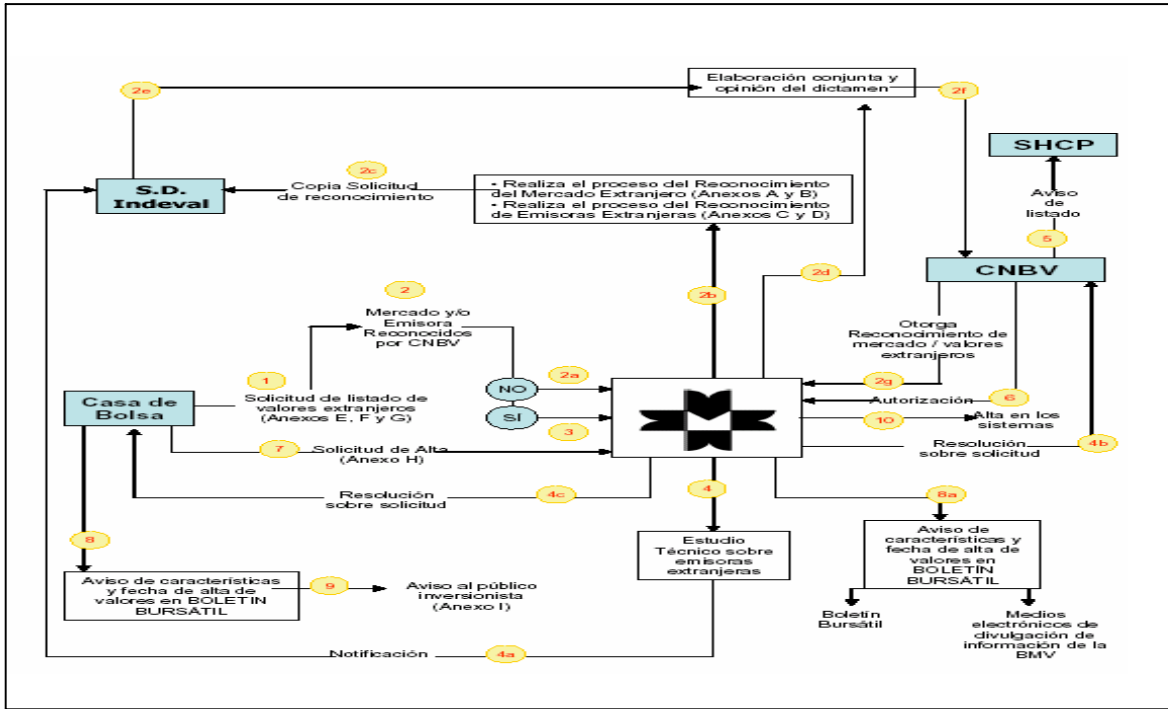 Elaboración conjunta y
opinión del dictamen
2e
2f
SHCP
S.D.
Indeval
2c
Copia Solicitud
de reconocimiento
• Realiza el proceso del Reconocimiento
del Mercado Extranjero (Anexos A y B)
• Realiza el proceso del Reconocimiento
de Emisoras Extranjeras (Anexos C y D)
Aviso
de
listado
5
CNBV
2d
2b
2
Mercado y/o
Emisora
Reconocidos
por CNBV
Otorga
Reconocimiento de
mercado / valores
extranjeros
2g
1
Solicitud de listado de
valores extranjeros
(Anexos E, F y G)
Casa de
Bolsa
NO
2a
SÍ
3
Autorización
6
10
Alta en los
sistemas
7
Solicitud de Alta
(Anexo H)
Resolución
sobre solicitud
4b
Resolución
sobre solicitud
4c
4
8a
8
Estudio
Técnico sobre
emisoras
extranjeras
Aviso de
características y
fecha de alta de
valores en
BOLETÍN
BURSÁTIL
Aviso de características
y fecha de alta de
valores en BOLETIN
BURSÁTIL
9
Aviso al público
inversionista
(Anexo I)
Boletín
Bursátil
Medios
electrónicos de
divulgación de
información de la
BMV
Notificación
4a